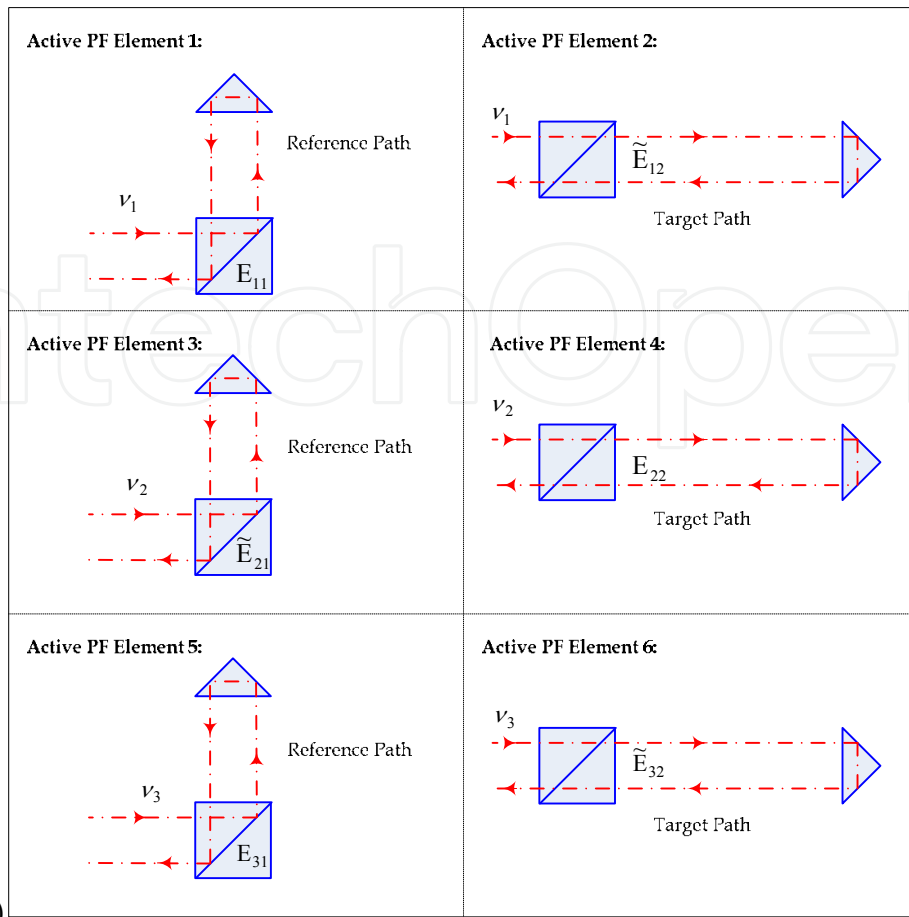 Active PF Element 1:
ν₁
Reference Path
E₁₁
Active PF Element 2:
ν₁
Ẽ₁₂
Target Path
Active PF Element 3:
ν₂
Reference Path
Ẽ₂₁
Active PF Element 4:
ν₂
E₂₂
Target Path
Active PF Element 5:
ν₃
Reference Path
E₃₁
Active PF Element 6:
ν₃
Ẽ₃₂
Target Path
ntechOpe
)